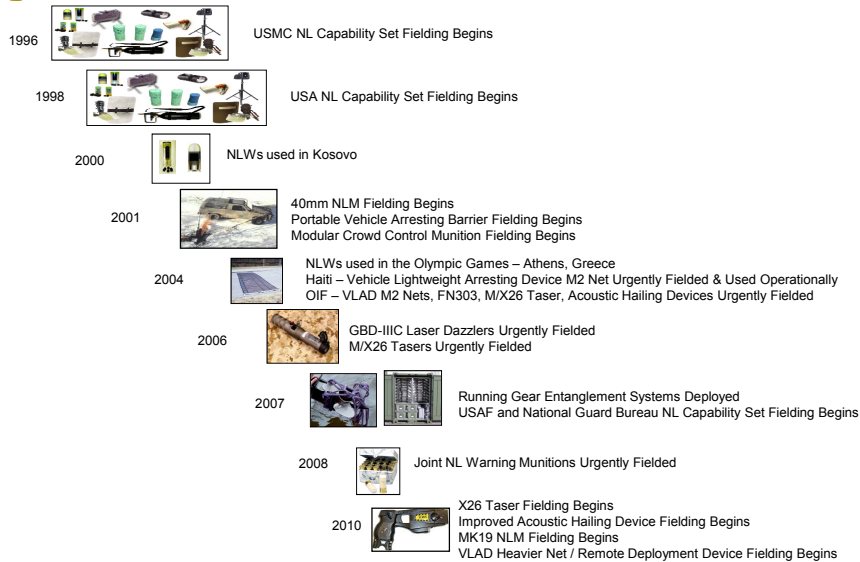 1996
USMC NL Capability Set Fielding Begins
1998
USA NL Capability Set Fielding Begins
2000
NLWs used in Kosovo
2001
40mm NLM Fielding Begins
Portable Vehicle Arresting Barrier Fielding Begins
Modular Crowd Control Munition Fielding Begins
2004
NLWs used in the Olympic Games – Athens, Greece
Haiti – Vehicle Lightweight Arresting Device M2 Net Urgently Fielded & Used Operationally
OIF – VLAD M2 Nets, FN303, M/X26 Taser, Acoustic Hailing Devices Urgently Fielded
2006
GBD-IIIC Laser Dazzlers Urgently Fielded
M/X26 Tasers Urgently Fielded
2007
Running Gear Entanglement Systems Deployed
USAF and National Guard Bureau NL Capability Set Fielding Begins
2008
Joint NL Warning Munitions Urgently Fielded
2010
X26 Taser Fielding Begins
Improved Acoustic Hailing Device Fielding Begins
MK19 NLM Fielding Begins
VLAD Heavier Net / Remote Deployment Device Fielding Begins